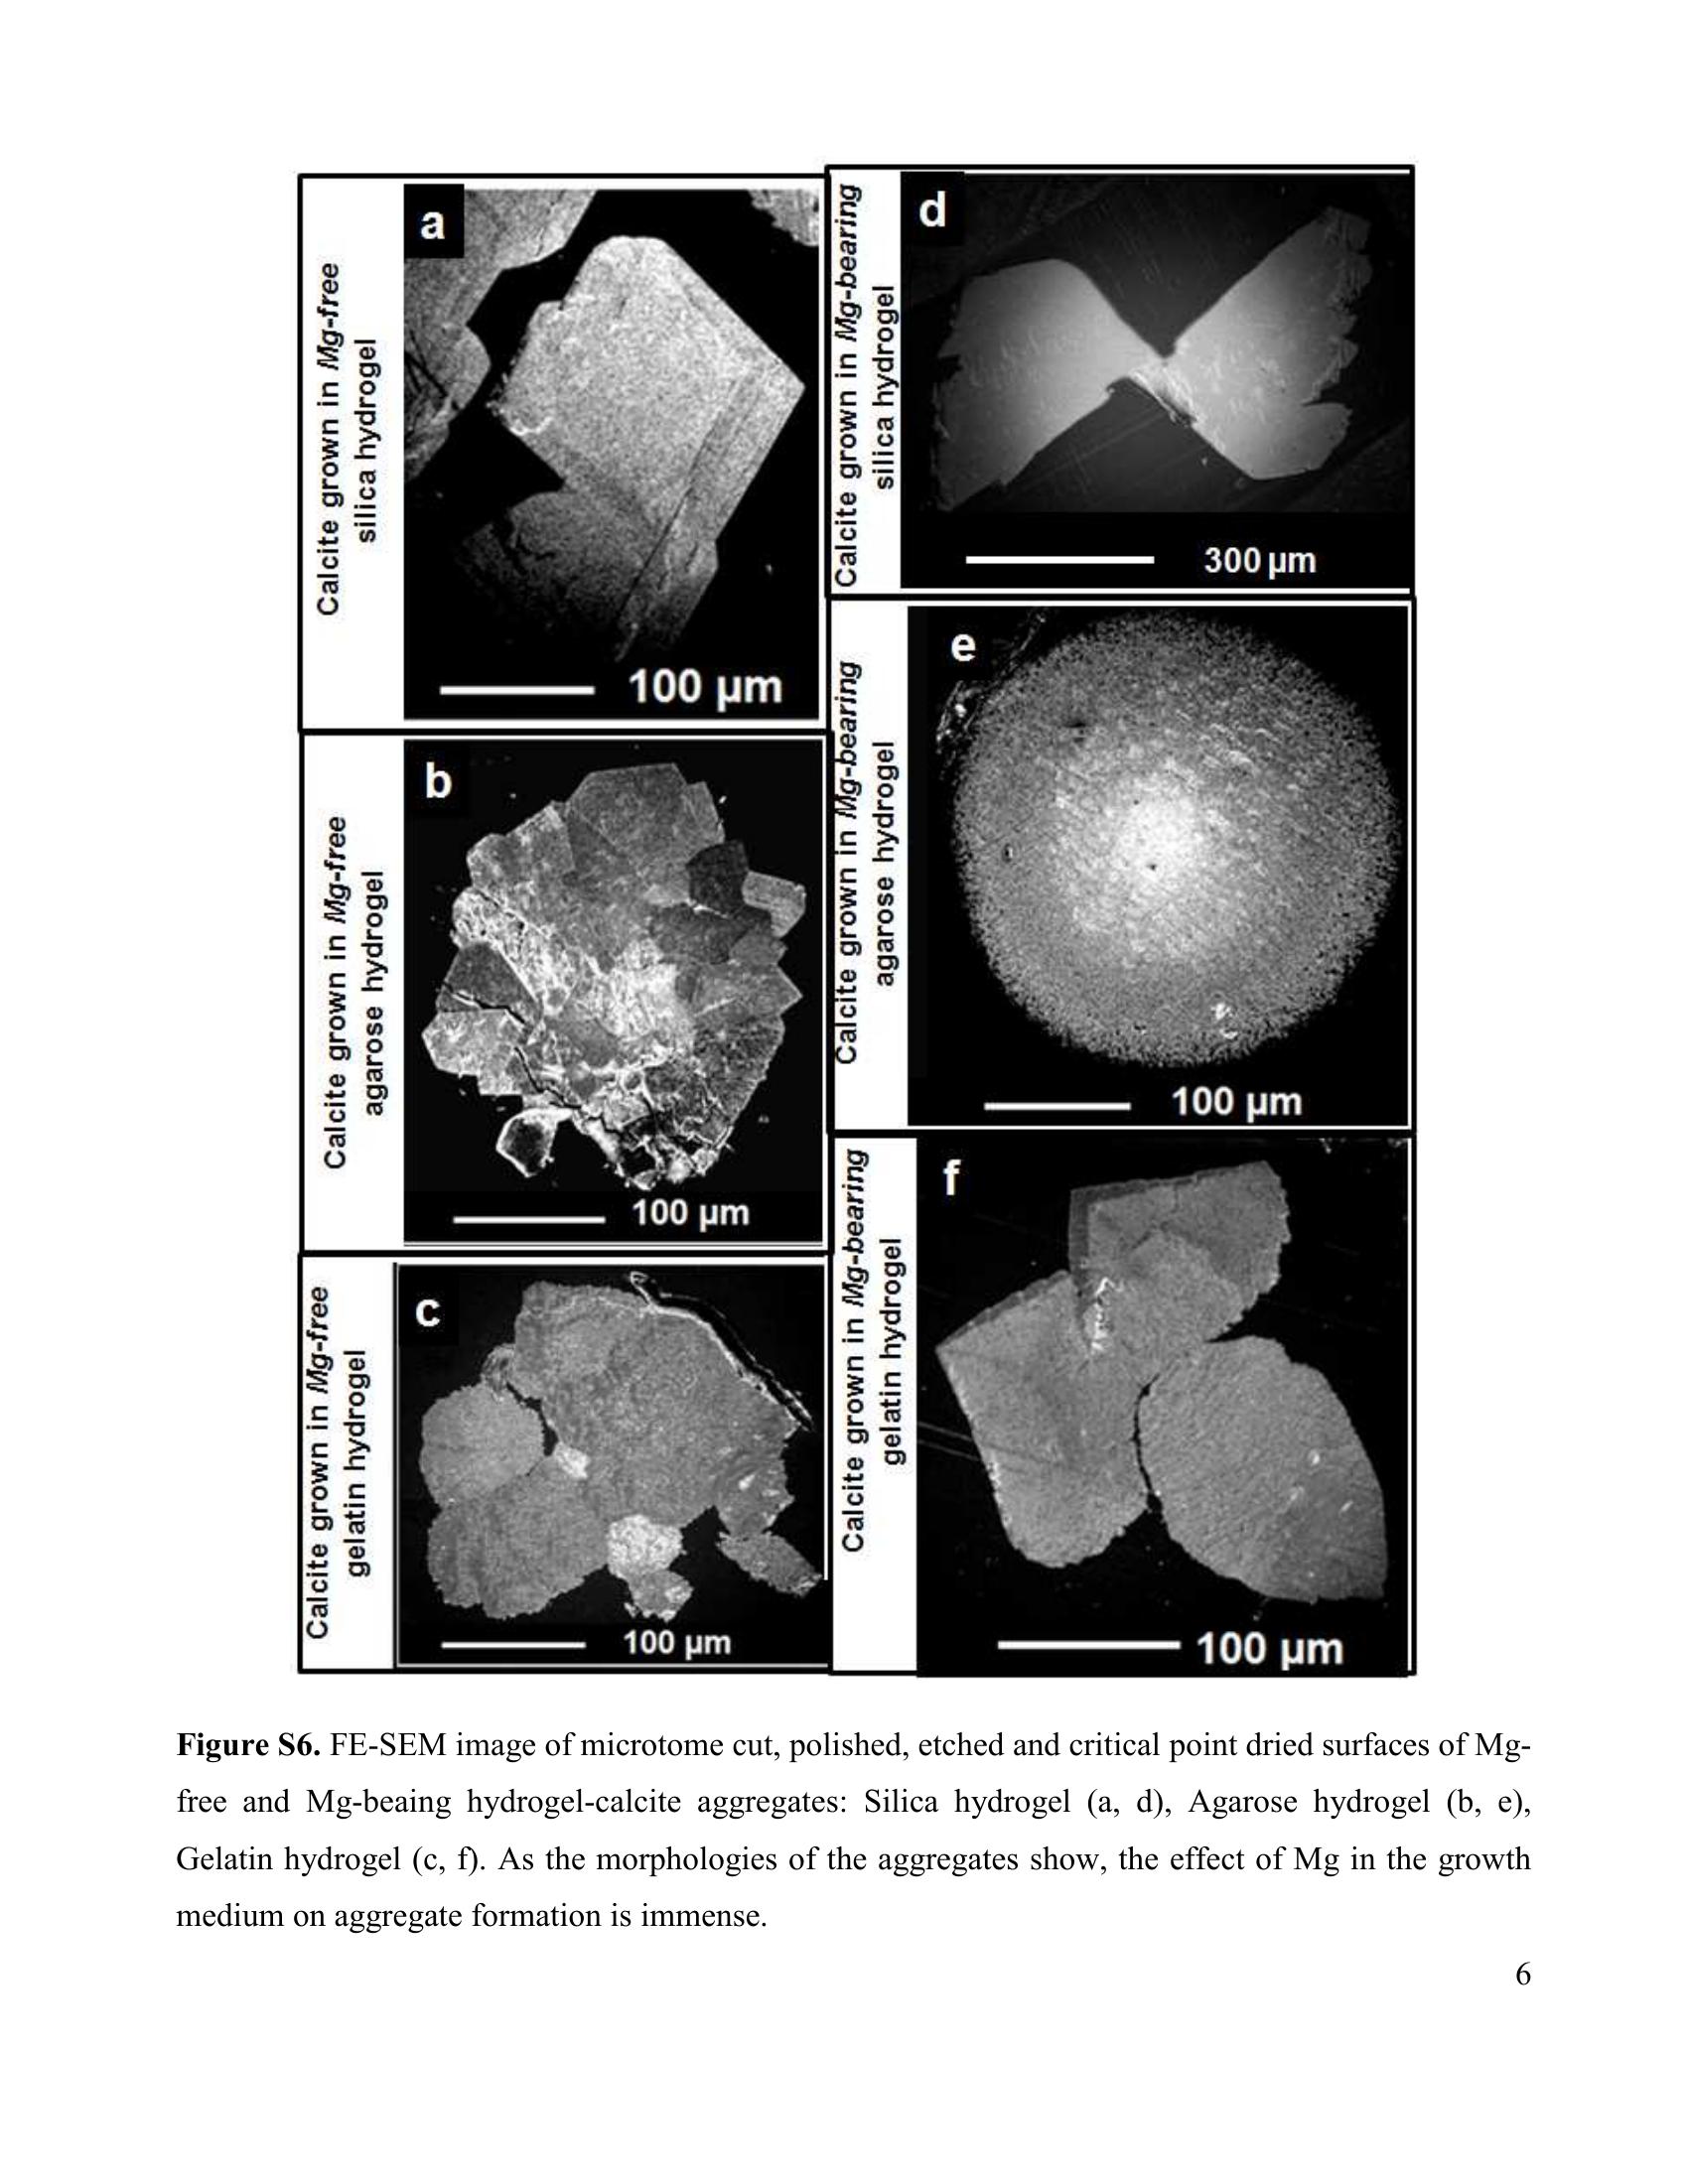 Calcite grown in Mg-free
silica hydrogel
a
100 µm
Calcite grown in Mg-free
agarose hydrogel
b
100 µm
Calcite grown in Mg-free
gelatin hydrogel
c
100 µm
Calcite grown in Mg-bearing
silica hydrogel
d
300 µm
Calcite grown in Mg-bearing
agarose hydrogel
e
100 µm
Calcite grown in Mg-bearing
gelatin hydrogel
f
100 µm
Figure S6. FE-SEM image of microtome cut, polished, etched and critical point dried surfaces of Mg-
free and Mg-beaing hydrogel-calcite aggregates: Silica hydrogel (a, d), Agarose hydrogel (b, e),
Gelatin hydrogel (c, f). As the morphologies of the aggregates show, the effect of Mg in the growth
medium on aggregate formation is immense.
6